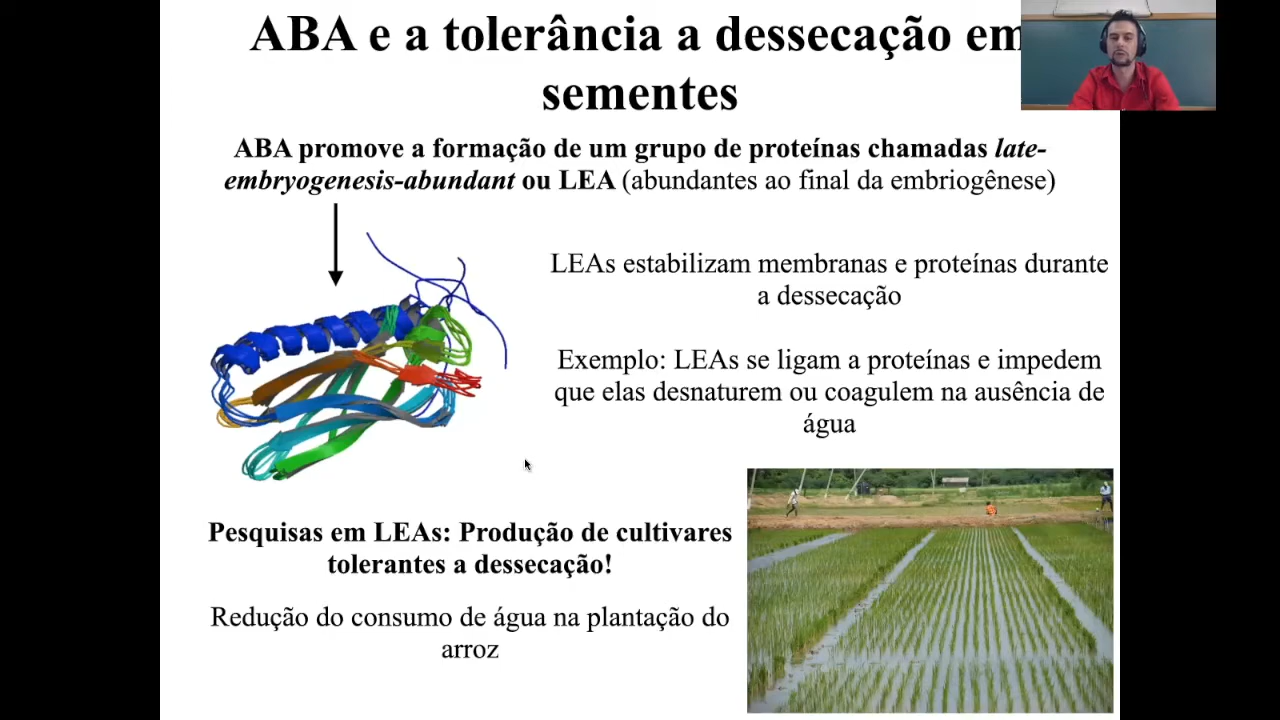 ABA e a tolerância a dessecação em
sementes
ABA promove a formação de um grupo de proteínas chamadas late-
embryogenesis-abundant ou LEA (abundantes ao final da embriogênese)
LEAs estabilizam membranas e proteínas durante
a dessecação
Exemplo: LEAs se ligam a proteínas e impedem
que elas desnaturem ou coagulem na ausência de
água
Pesquisas em LEAs: Produção de cultivares
tolerantes a dessecação!
Redução do consumo de água na plantação do
arroz